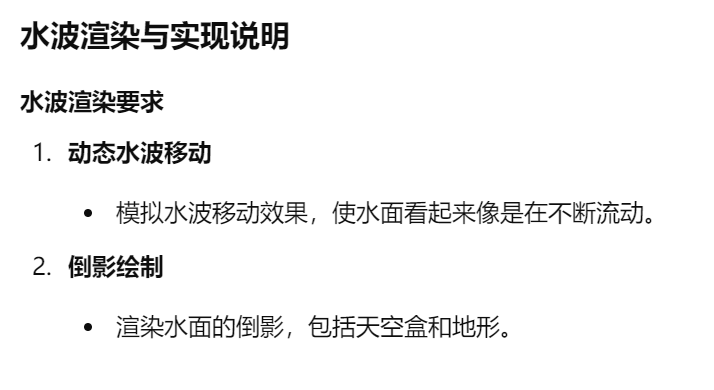 水波渲染与实现说明
水波渲染要求
1. 动态水波移动
• 模拟水波移动效果，使水面看起来像是在不断流动。
2. 倒影绘制
• 渲染水面的倒影，包括天空盒和地形。